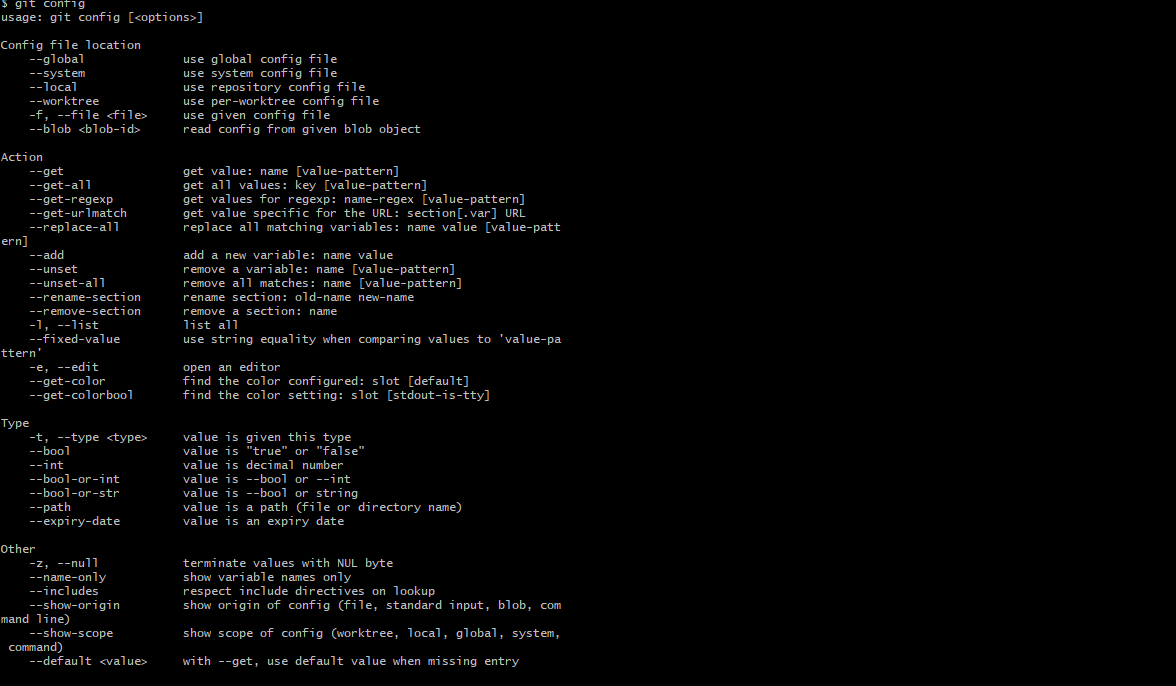 $ git config
usage: git config [<options>]

Config file location
    --global              use global config file
    --system              use system config file
    --local               use repository config file
    --worktree            use per-worktree config file
    -f, --file <file>     use given config file
    --blob <blob-id>      read config from given blob object

Action
    --get                 get value: name [value-pattern]
    --get-all             get all values: key [value-pattern]
    --get-regexp          get values for regexp: name-regex [value-pattern]
    --get-urlmatch        get value specific for the URL: section[.var] URL
    --replace-all         replace all matching variables: name value [value-patt
ern]
    --add                 add a new variable: name value
    --unset               remove a variable: name [value-pattern]
    --unset-all           remove all matches: name [value-pattern]
    --rename-section      rename section: old-name new-name
    --remove-section      remove a section: name
    -l, --list            list all
    --fixed-value         use string equality when comparing values to 'value-pa
ttern'
    -e, --edit            open an editor
    --get-color           find the color configured: slot [default]
    --get-colorbool       find the color setting: slot [stdout-is-tty]

Type
    -t, --type <type>     value is given this type
    --bool                value is "true" or "false"
    --int                 value is decimal number
    --bool-or-int         value is --bool or --int
    --bool-or-str         value is --bool or string
    --path                value is a path (file or directory name)
    --expiry-date         value is an expiry date

Other
    -z, --null            terminate values with NUL byte
    --name-only           show variable names only
    --includes            respect include directives on lookup
    --show-origin         show origin of config (file, standard input, blob, com
mand line)
    --show-scope          show scope of config (worktree, local, global, system,
 command)
    --default <value>     with --get, use default value when missing entry